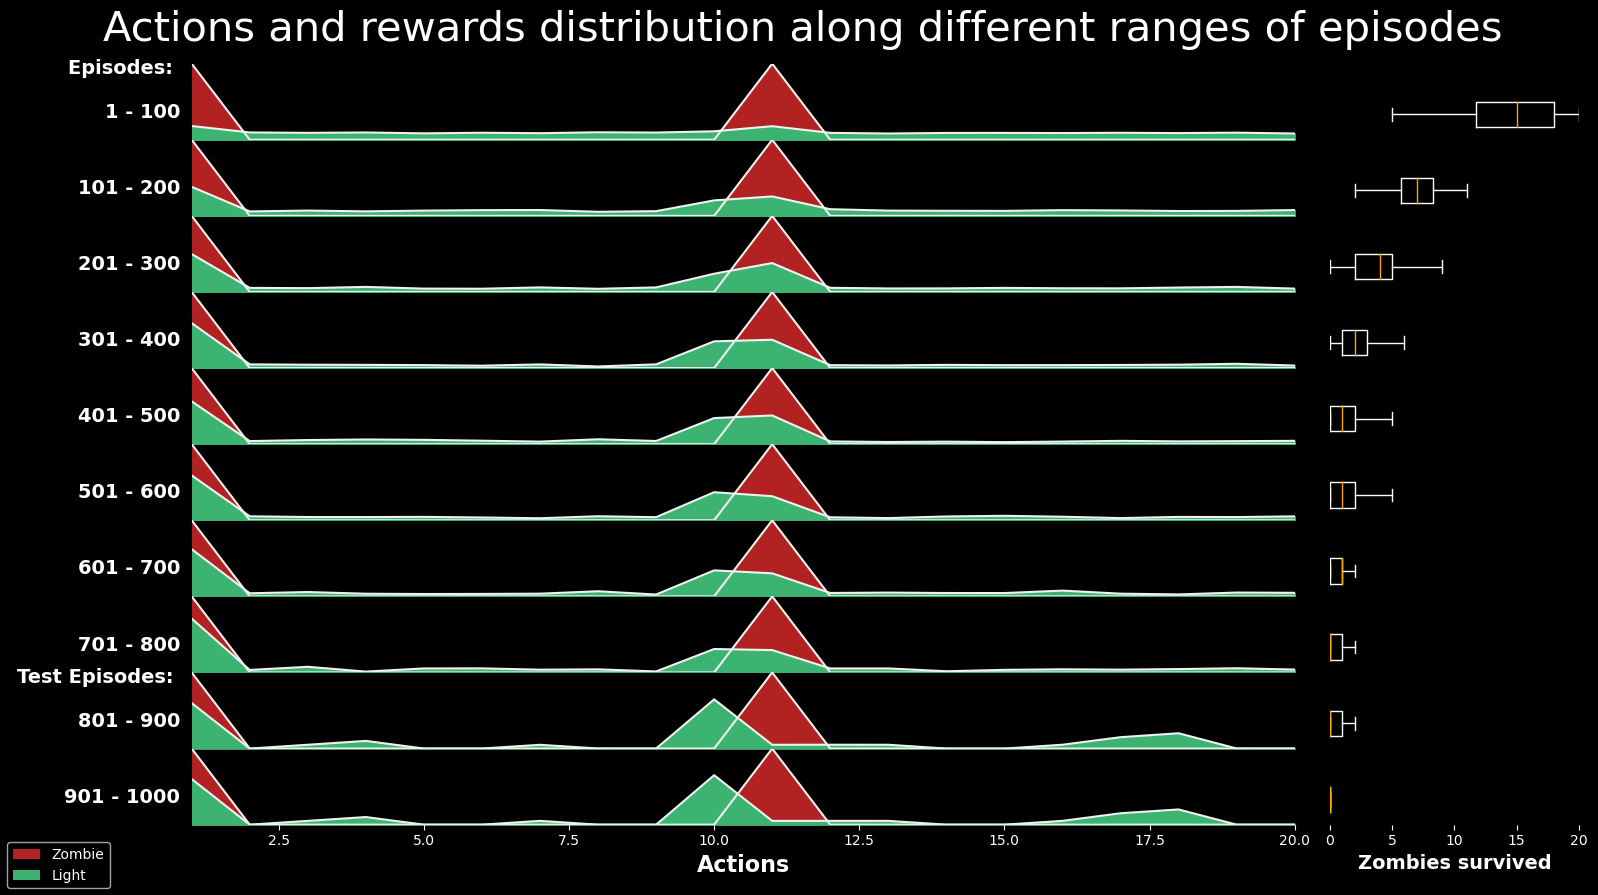 Actions and rewards distribution along different ranges of episodes
Episodes:
1 - 100
101 - 200
201 - 300
301 - 400
401 - 500
501 - 600
601 - 700
701 - 800
Test Episodes:
801 - 900
901 - 1000
2.5 5.0 7.5 10.0 12.5 15.0 17.5 20.0
0 5 10 15 20
Actions
Zombies survived
Zombie
Light